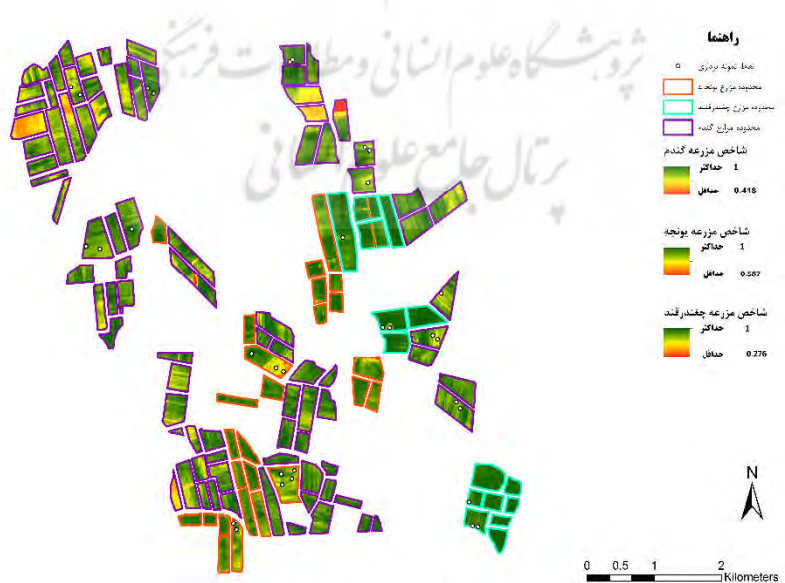 پژوهشگاه علوم انسانی و مطالعات فرهنگی
پرتال جامع علوم انسانی
راهنما
نقاط نمونه برداری
محدوده مزارع یونجه
محدوده مزارع چغندرقند
محدوده مزارع گندم
شاخص مزرعه گندم
حداکثر 1
حداقل 0.418
شاخص مزرعه یونجه
حداکثر 1
حداقل 0.587
شاخص مزرعه چغندرقند
حداکثر 1
حداقل 0.276
N
0 0.5 1 2
Kilometers